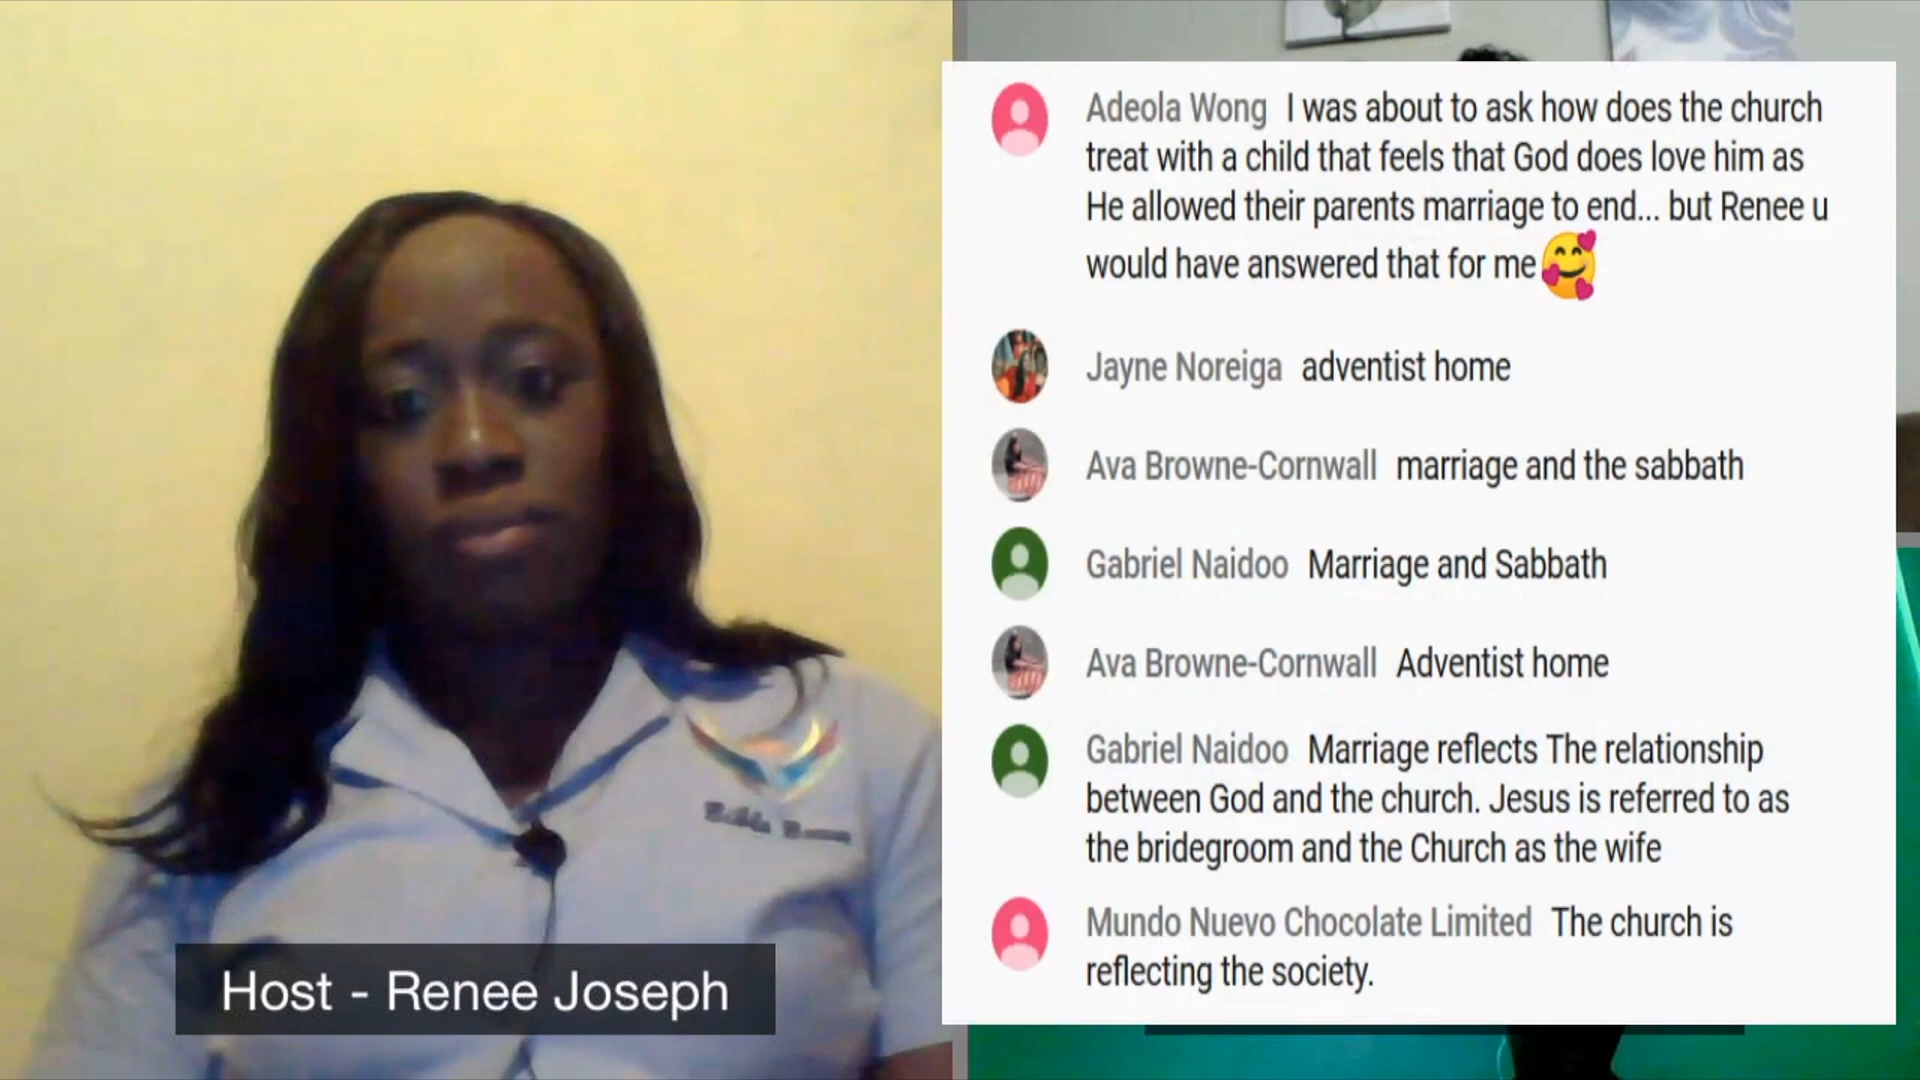 Adeola Wong I was about to ask how does the church
treat with a child that feels that God does love him as
He allowed their parents marriage to end... but Renee u
would have answered that for me🥰
Jayne Noreiga adventist home
Ava Browne-Cornwall marriage and the sabbath
Gabriel Naidoo Marriage and Sabbath
Ava Browne-Cornwall Adventist home
Gabriel Naidoo Marriage reflects The relationship
between God and the church. Jesus is referred to as
the bridegroom and the Church as the wife
Mundo Nuevo Chocolate Limited The church is
reflecting the society.
Host - Renee Joseph